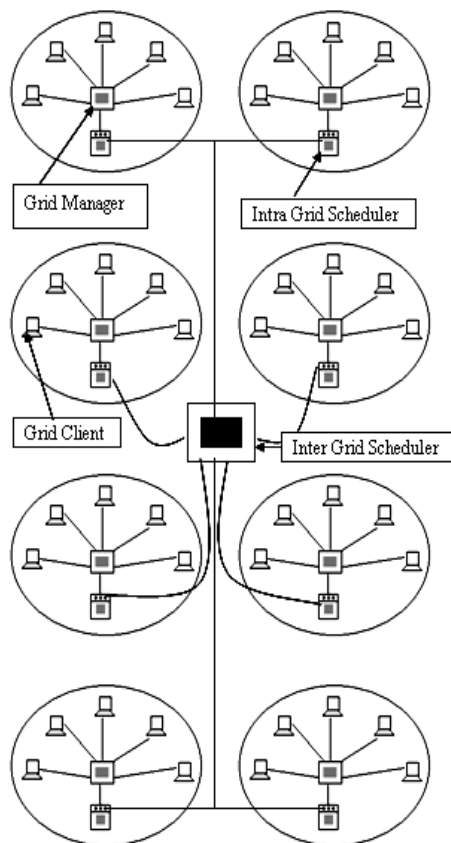 Grid Manager
Intra Grid Scheduler
Grid Client
Inter Grid Scheduler